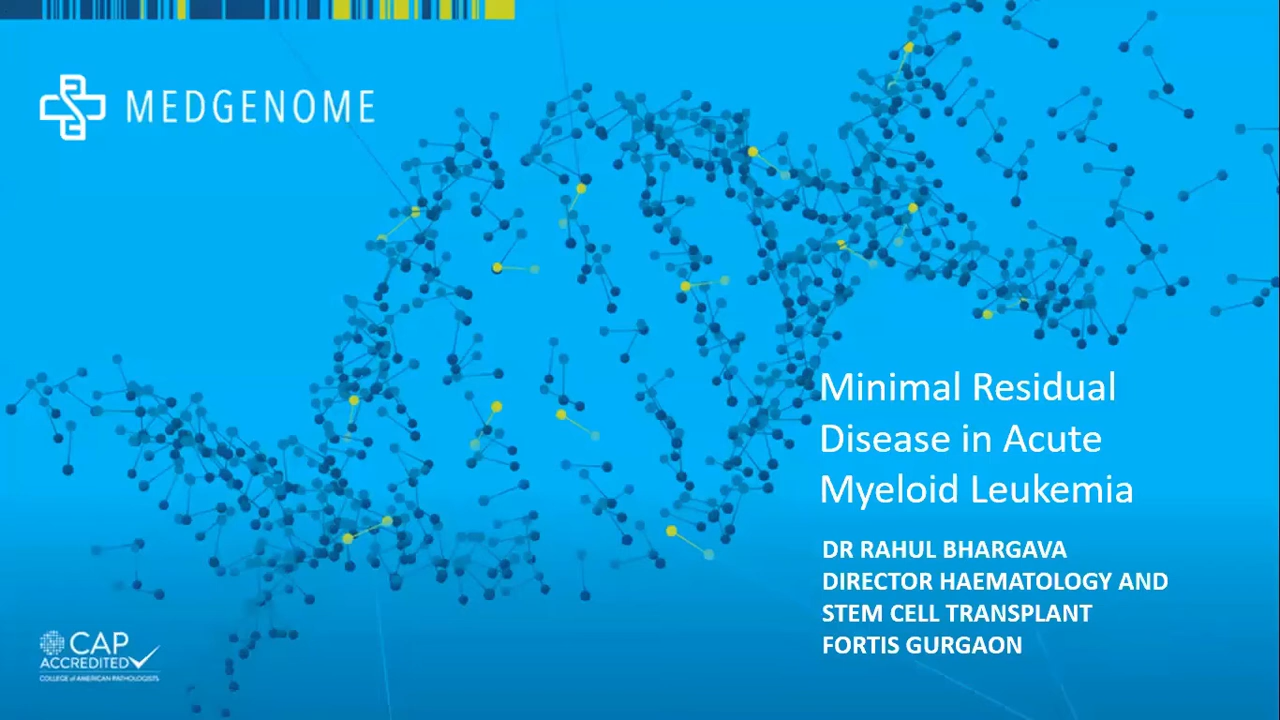 MEDGENOME
Minimal Residual
Disease in Acute
Myeloid Leukemia
DR RAHUL BHARGAVA
DIRECTOR HAEMATOLOGY AND
STEM CELL TRANSPLANT
FORTIS GURGAON
CAP
ACCREDITED
COLLEGE of AMERICAN PATHOLOGISTS